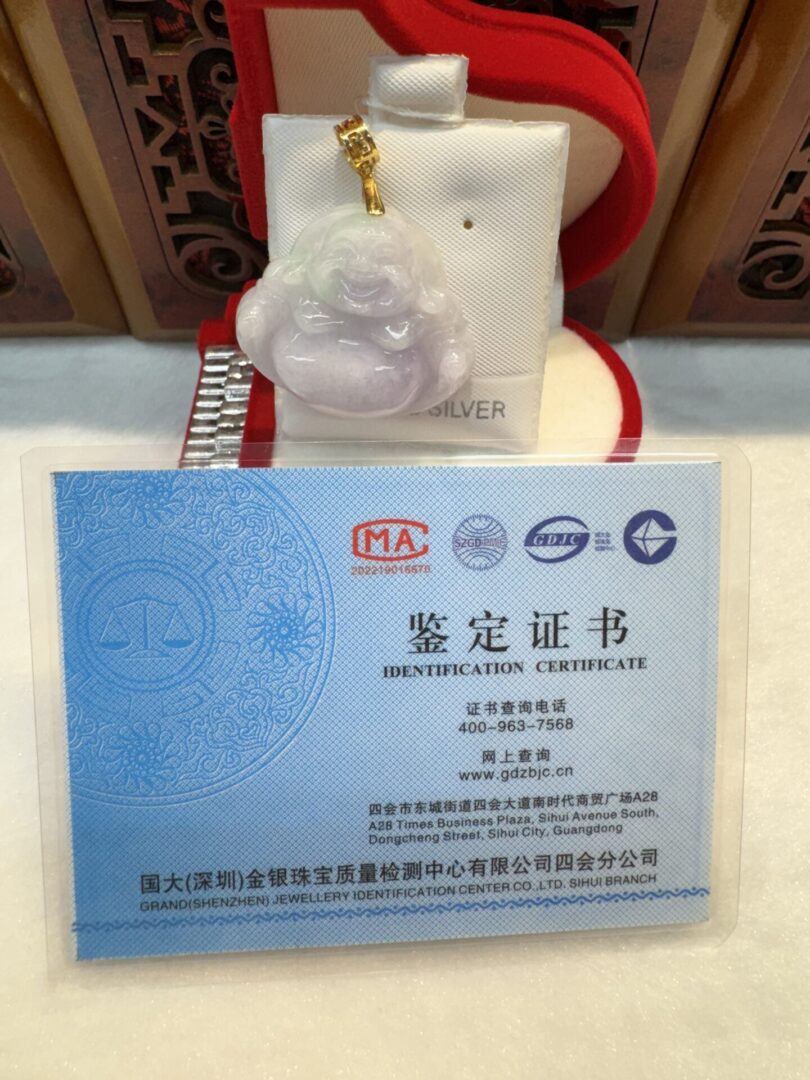 SILVER
MA
202219016670
SZGD
GDJC
鉴定证书
IDENTIFICATION CERTIFICATE
证书查询电话
400-963-7568
网上查询
www.gdzbjc.cn
四会市东城街道四会大道南时代商贸广场A28
A28 Times Business Plaza, Sihui Avenue South,
Dongcheng Street, Sihui City, Guangdong
国大(深圳)金银珠宝质量检测中心有限公司四会分公司
GRAND(SHENZHEN) JEWELLERY IDENTIFICATION CENTER CO.,LTD. SIHUI BRANCH